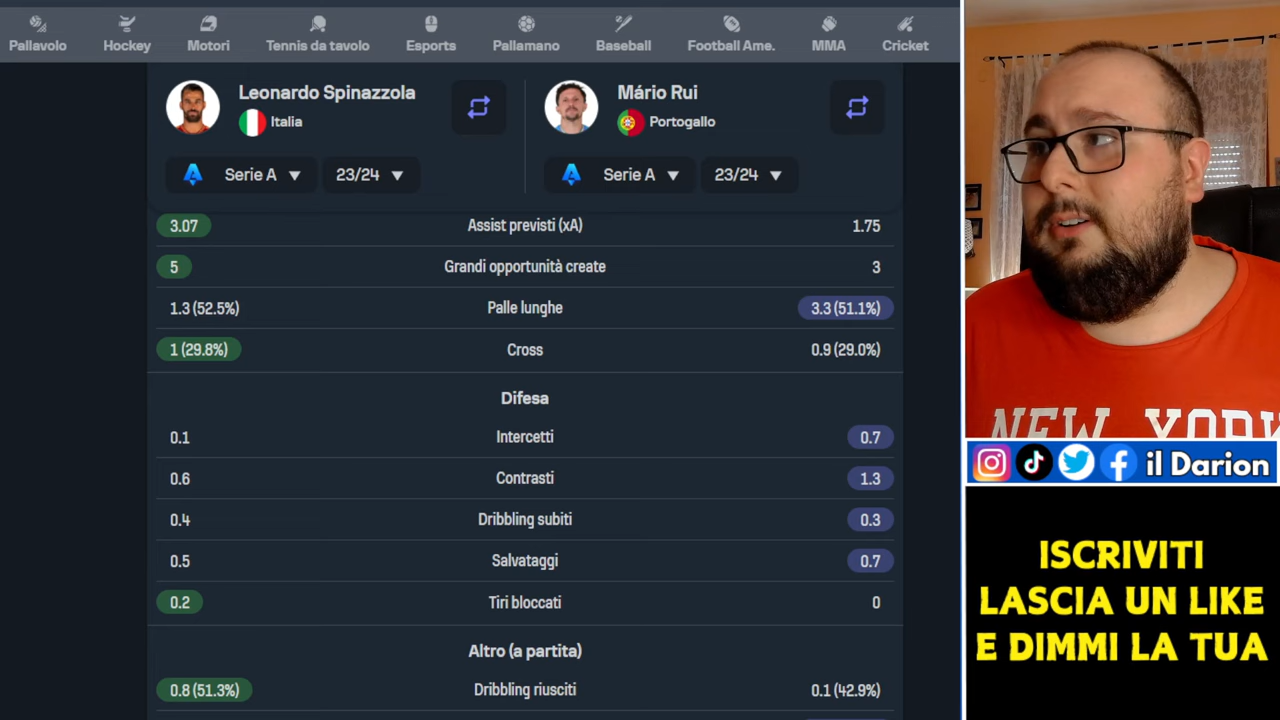 Pallavolo Hockey Motori Tennis da tavolo Esports Pallamano Baseball Football Ame. MMA Cricket
Leonardo Spinazzola
Italia
Mário Rui
Portogallo
Serie A ▼ 23/24 ▼ Serie A ▼ 23/24 ▼
3.07 Assist previsti (xA) 1.75
5 Grandi opportunità create 3
1.3 (52.5%) Palle lunghe 3.3 (51.1%)
1 (29.8%) Cross 0.9 (29.0%)
Difesa
0.1 Intercetti 0.7
0.6 Contrasti 1.3
0.4 Dribbling subiti 0.3
0.5 Salvataggi 0.7
0.2 Tiri bloccati 0
Altro (a partita)
0.8 (51.3%) Dribbling riusciti 0.1 (42.9%)
NEW YORK
il Darion
ISCRIVITI
LASCIA UN LIKE
E DIMMI LA TUA